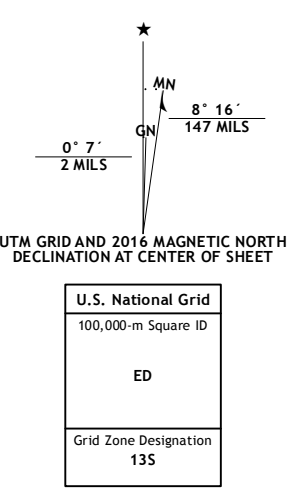 ★
MN
8° 16´
147 MILS
GN
0° 7´
2 MILS
UTM GRID AND 2016 MAGNETIC NORTH
DECLINATION AT CENTER OF SHEET
U.S. National Grid
100,000-m Square ID
ED
Grid Zone Designation
13S